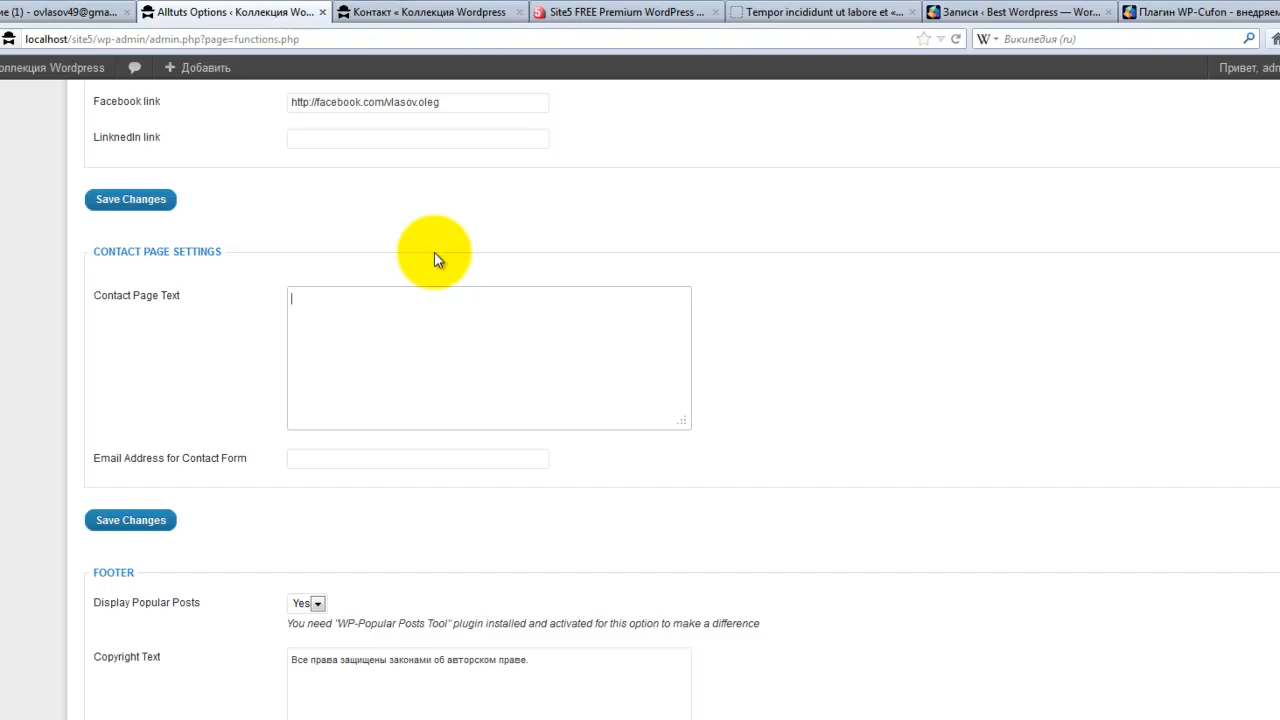 ие (1) - ovlasov49@gma...
Alltuts Options ‹ Коллекция Wo...
Контакт « Коллекция Wordpress
Site5 FREE Premium WordPress ...
Tempor incididunt ut labore et «...
Записи ‹ Best Wordpress — Wor...
Плагин WP-Cufon - внедряем
localhost/site5/wp-admin/admin.php?page=functions.php
W
Википедия (ru)
оллекция Wordpress
Добавить
Привет, adm
Facebook link
http://facebook.com/vlasov.oleg
LinknedIn link
Save Changes
CONTACT PAGE SETTINGS
Contact Page Text
Email Address for Contact Form
Save Changes
FOOTER
Display Popular Posts
Yes
You need "WP-Popular Posts Tool" plugin installed and activated for this option to make a difference
Copyright Text
Все права защищены законами об авторском праве.